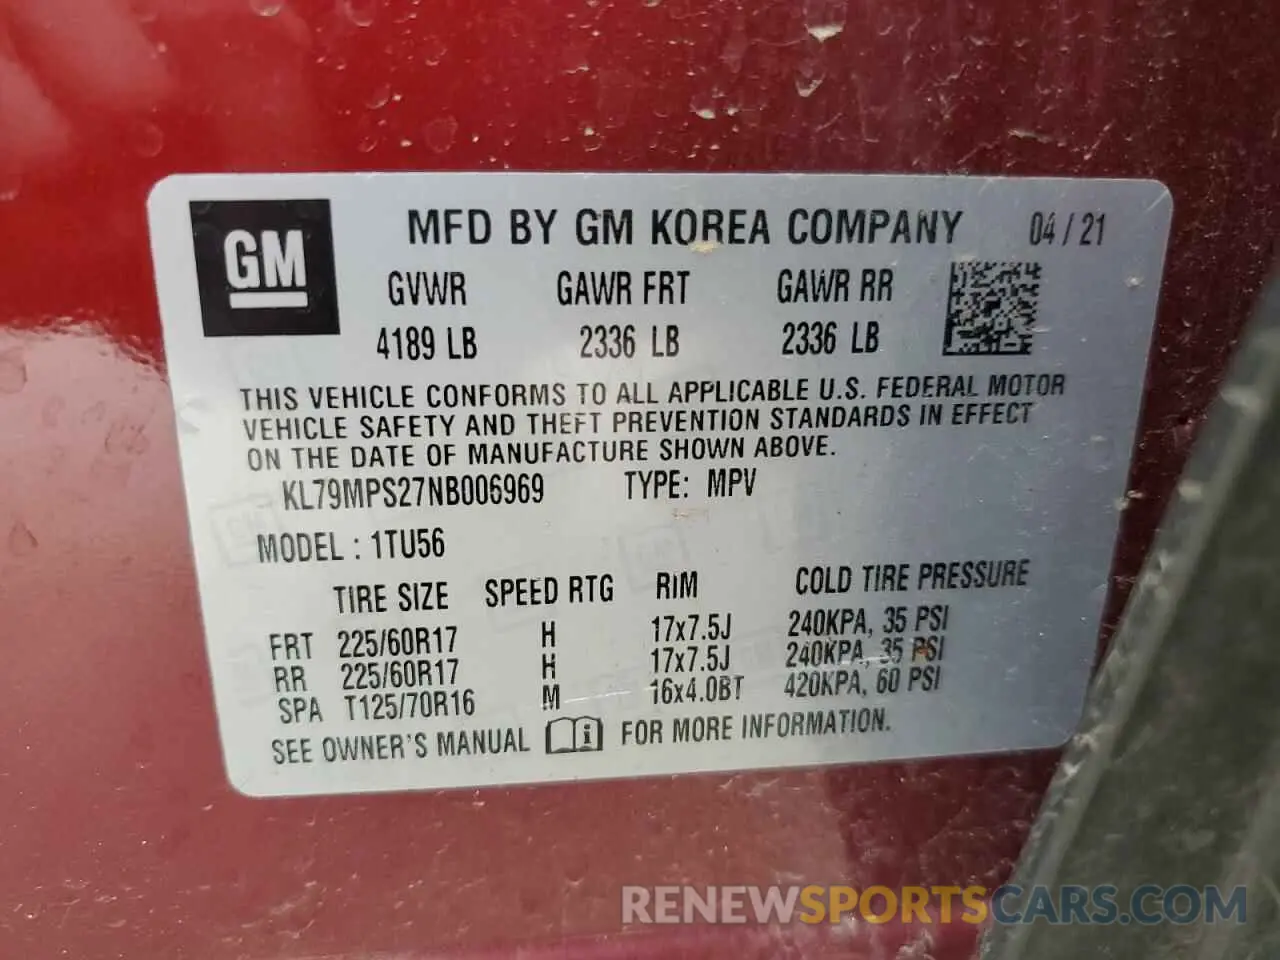 GM
MFD BY GM KOREA COMPANY 04/21
GVWR GAWR FRT GAWR RR
4189 LB 2336 LB 2336 LB
THIS VEHICLE CONFORMS TO ALL APPLICABLE U.S. FEDERAL MOTOR
VEHICLE SAFETY AND THEFT PREVENTION STANDARDS IN EFFECT
ON THE DATE OF MANUFACTURE SHOWN ABOVE.
KL79MPS27NB006969 TYPE: MPV
MODEL : 1TU56
TIRE SIZE SPEED RTG RIM COLD TIRE PRESSURE
FRT 225/60R17 H 17x7.5J 240KPA, 35 PSI
RR 225/60R17 H 17x7.5J 240KPA, 35 PSI
SPA T125/70R16 M 16x4.0BT 420KPA, 60 PSI
SEE OWNER'S MANUAL i FOR MORE INFORMATION.
RENEWSPORTSCARS.COM